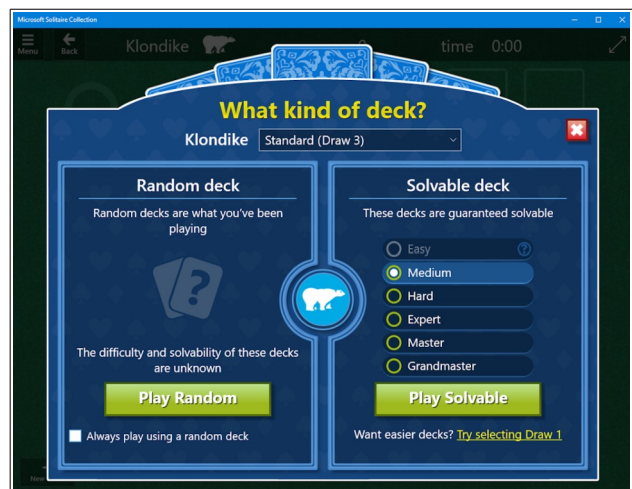 Microsoft Solitaire Collection
Menu
Back
Klondike
time 0:00
What kind of deck?
Klondike Standard (Draw 3)
Random deck
Random decks are what you've been
playing
?
The difficulty and solvability of these decks
are unknown
Play Random
Always play using a random deck
Solvable deck
These decks are guaranteed solvable
Easy ?
Medium
Hard
Expert
Master
Grandmaster
Play Solvable
Want easier decks? Try selecting Draw 1
New